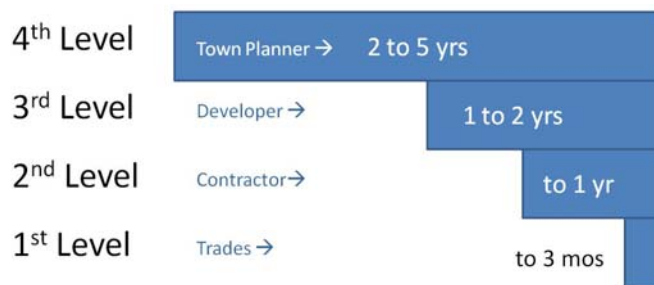 4th Level Town Planner → 2 to 5 yrs
3rd Level Developer → 1 to 2 yrs
2nd Level Contractor→ to 1 yr
1st Level Trades → to 3 mos